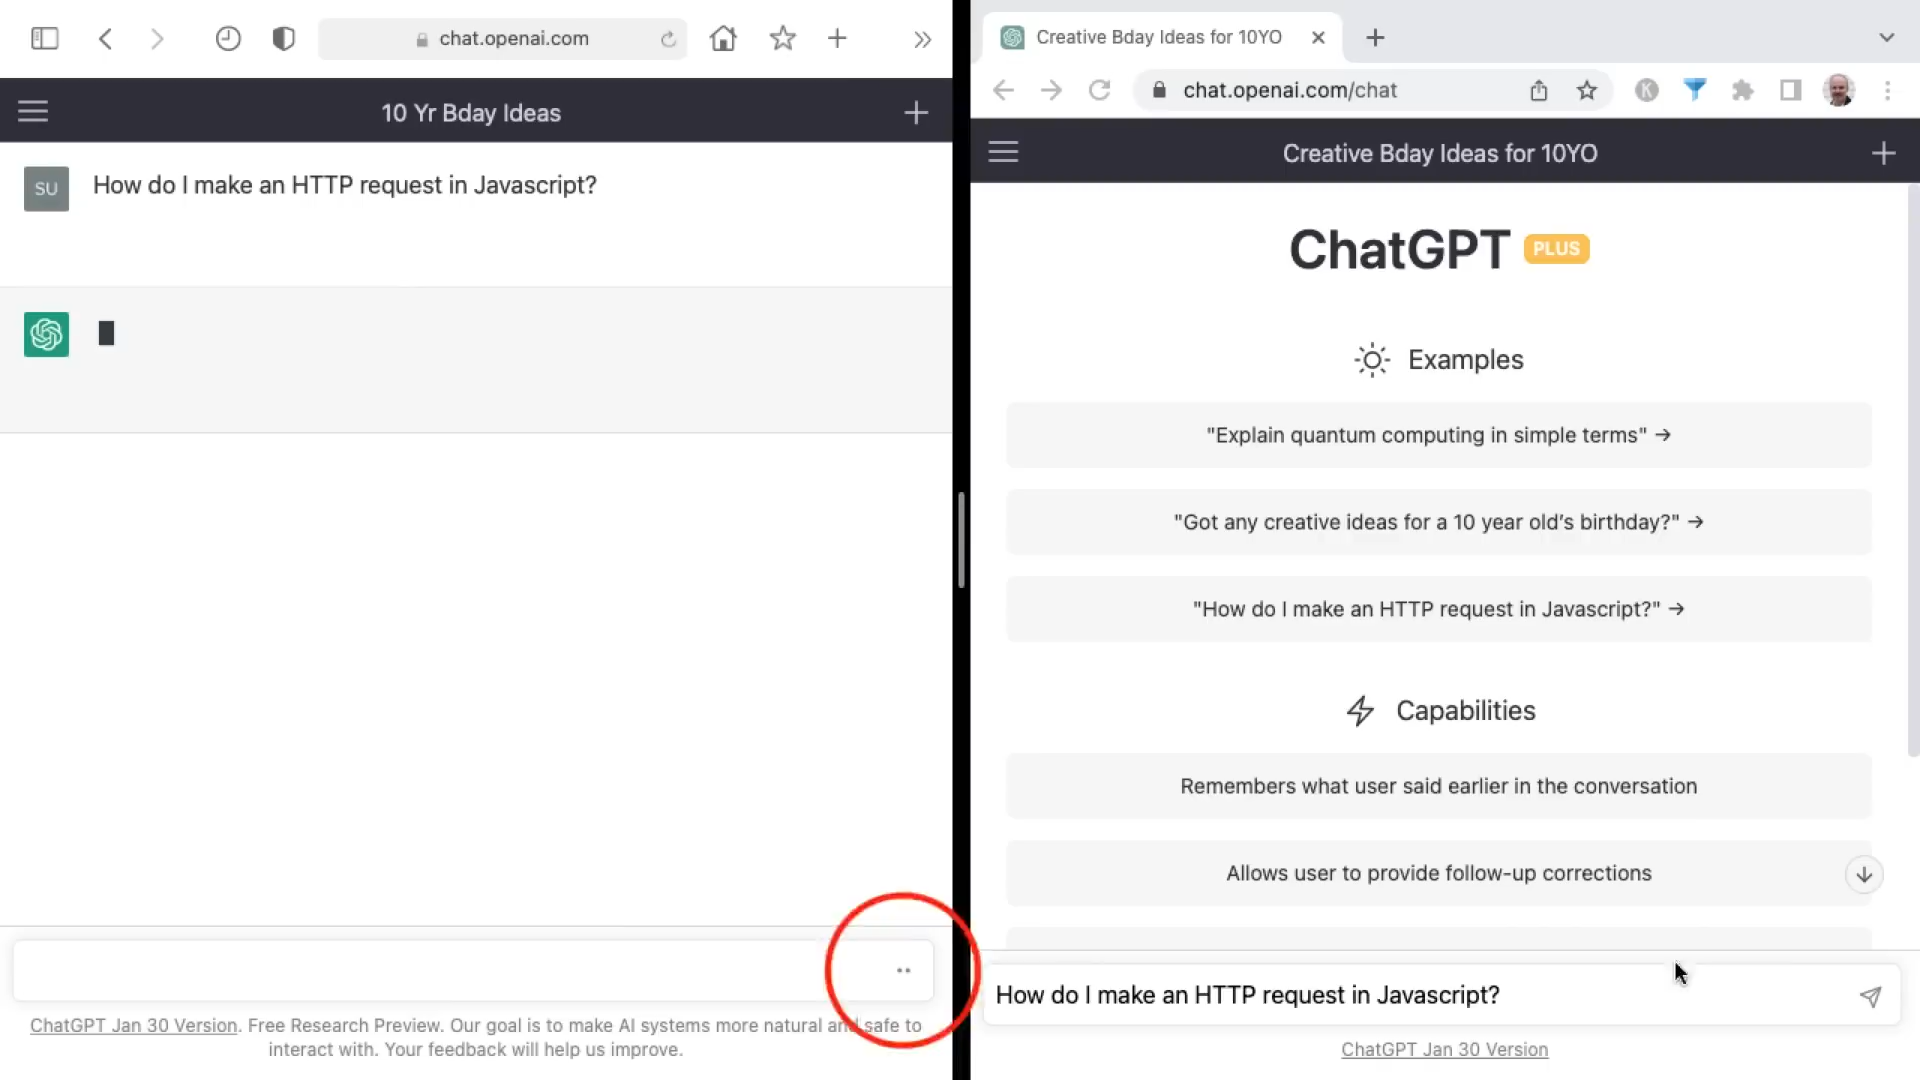 chat.openai.com
10 Yr Bday Ideas
SU
How do I make an HTTP request in Javascript?
ChatGPT Jan 30 Version. Free Research Preview. Our goal is to make AI systems more natural and safe to
interact with. Your feedback will help us improve.
Creative Bday Ideas for 10YO
chat.openai.com/chat
K
Creative Bday Ideas for 10YO
ChatGPT PLUS
Examples
"Explain quantum computing in simple terms" →
"Got any creative ideas for a 10 year old’s birthday?" →
"How do I make an HTTP request in Javascript?" →
Capabilities
Remembers what user said earlier in the conversation
Allows user to provide follow-up corrections
How do I make an HTTP request in Javascript?
ChatGPT Jan 30 Version